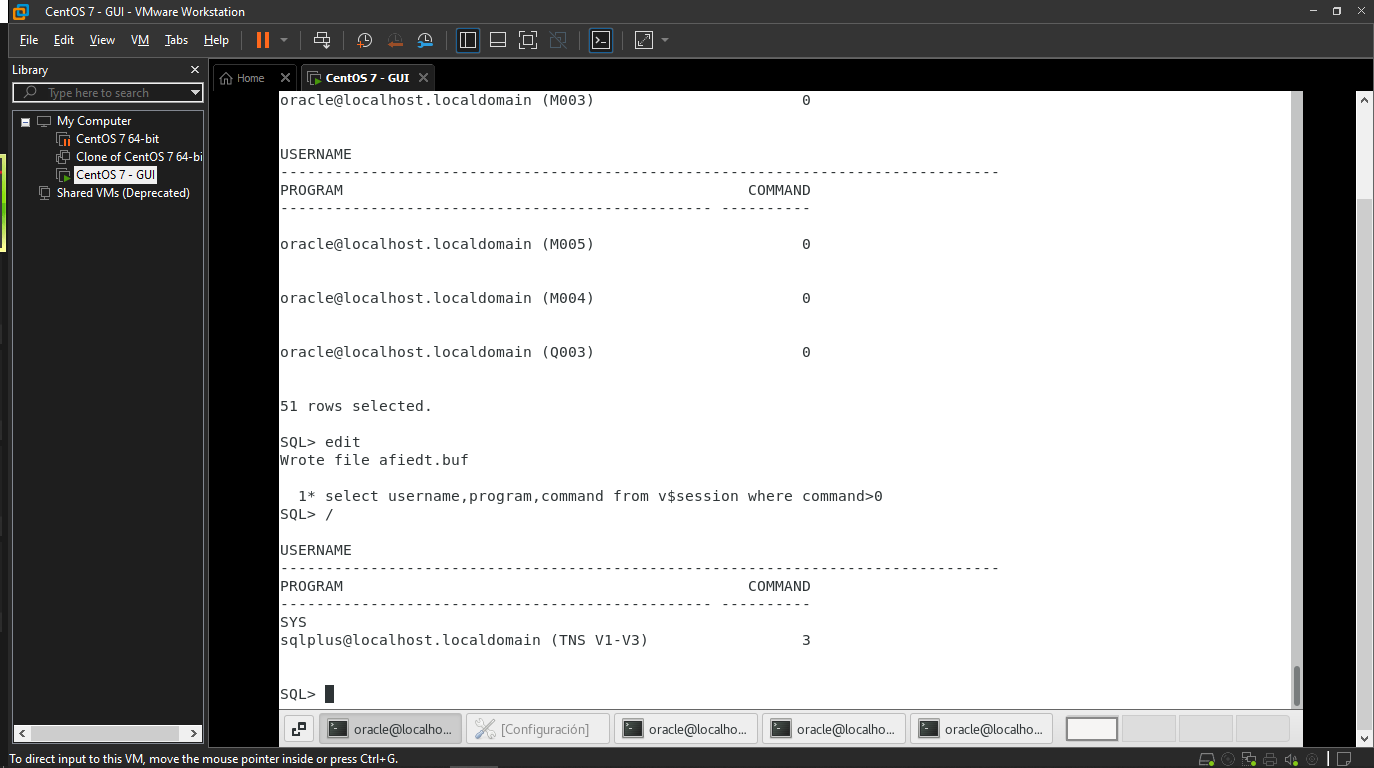 CentOS 7 - GUI - VMware Workstation
File Edit View VM Tabs Help
Library
Type here to search
My Computer
CentOS 7 64-bit
Clone of CentOS 7 64-bi
CentOS 7 - GUI
Shared VMs (Deprecated)
Home
CentOS 7 - GUI
oracle@localhost.localdomain (M003) 0
USERNAME
--------------------------------------------------------------------------------
PROGRAM COMMAND
------------------------------------------------ ----------
oracle@localhost.localdomain (M005) 0
oracle@localhost.localdomain (M004) 0
oracle@localhost.localdomain (Q003) 0
51 rows selected.
SQL> edit
Wrote file afiedt.buf
1* select username,program,command from v$session where command>0
SQL> /
USERNAME
--------------------------------------------------------------------------------
PROGRAM COMMAND
------------------------------------------------ ----------
SYS
sqlplus@localhost.localdomain (TNS V1-V3) 3
SQL>
oracle@localho... [Configuración] oracle@localho... oracle@localho... oracle@localho...
To direct input to this VM, move the mouse pointer inside or press Ctrl+G.